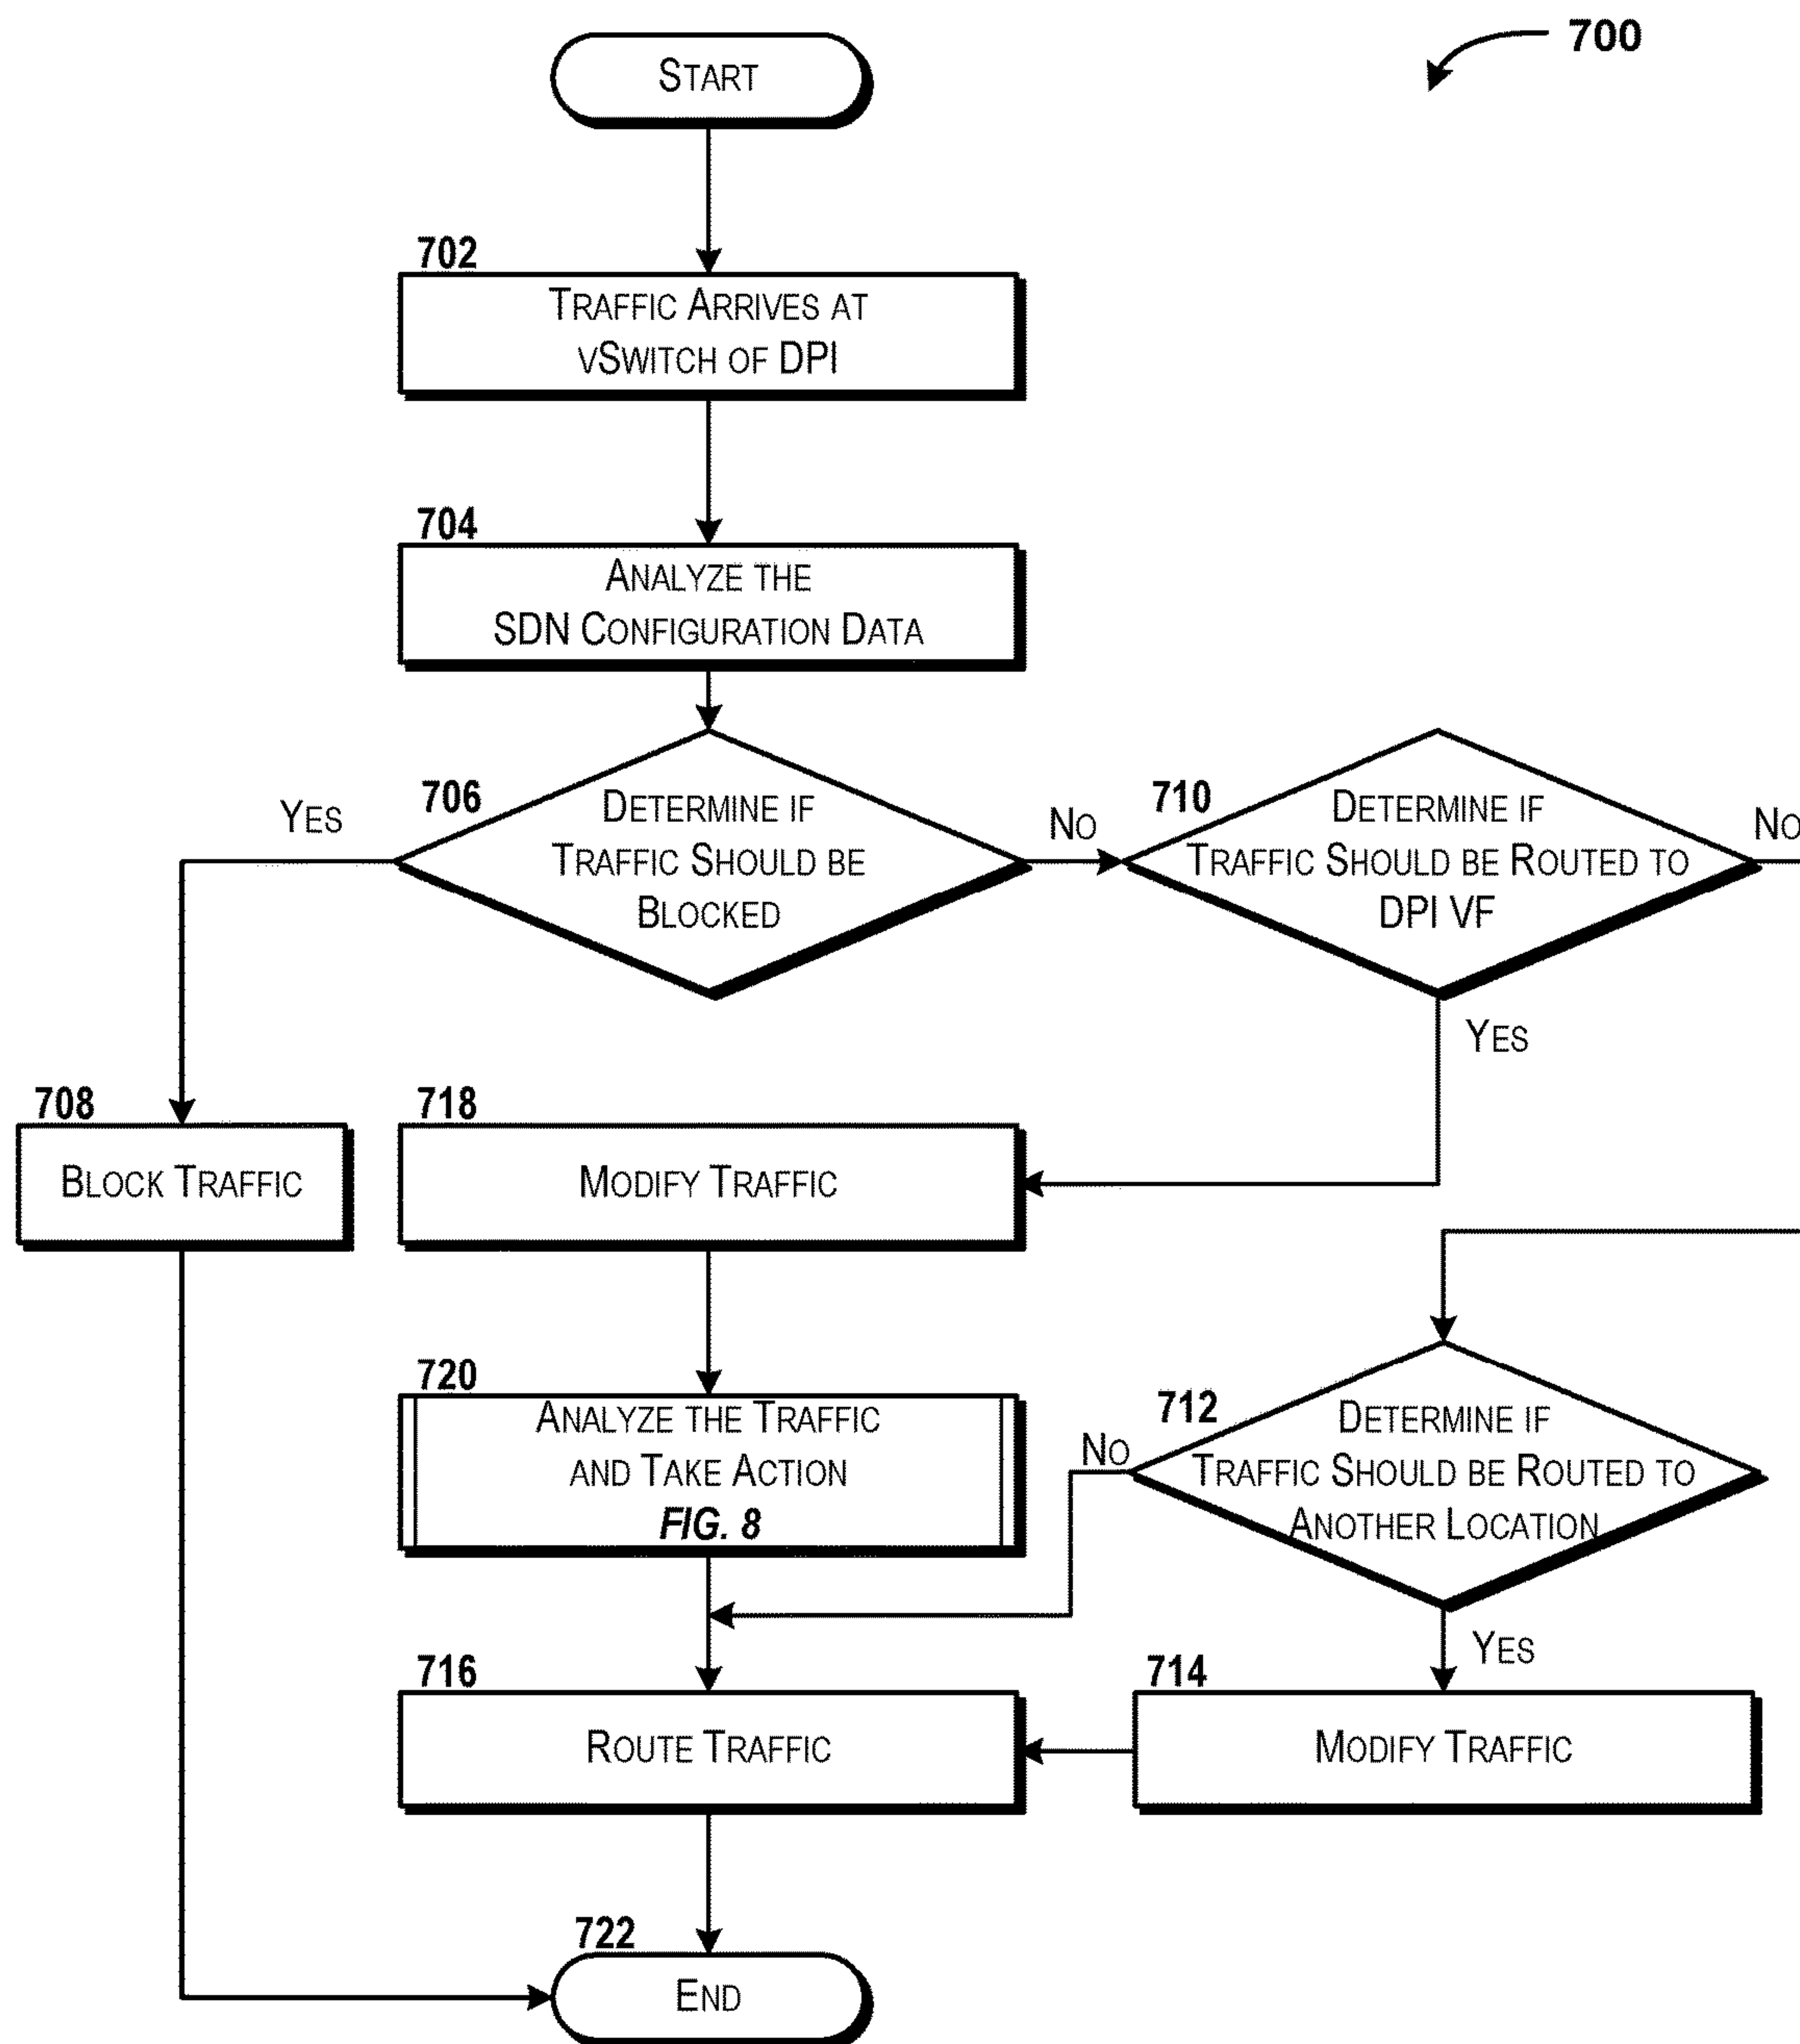 700
START
702
TRAFFIC ARRIVES AT
VSWITCH OF DPI
704
ANALYZE THE
SDN CONFIGURATION DATA
706
DETERMINE IF
TRAFFIC SHOULD BE
BLOCKED
YES
NO
710
DETERMINE IF
TRAFFIC SHOULD BE ROUTED TO
DPI VF
NO
YES
708
BLOCK TRAFFIC
718
MODIFY TRAFFIC
720
ANALYZE THE TRAFFIC
AND TAKE ACTION
FIG. 8
712
DETERMINE IF
TRAFFIC SHOULD BE ROUTED TO
ANOTHER LOCATION
NO
YES
716
ROUTE TRAFFIC
714
MODIFY TRAFFIC
722
END